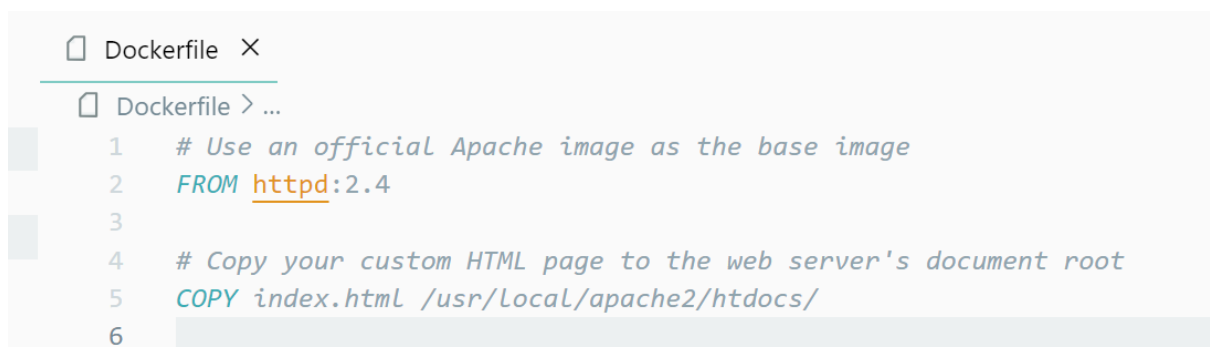 Dockerfile ×
Dockerfile > ...
1 # Use an official Apache image as the base image
2 FROM httpd:2.4
3
4 # Copy your custom HTML page to the web server's document root
5 COPY index.html /usr/local/apache2/htdocs/
6